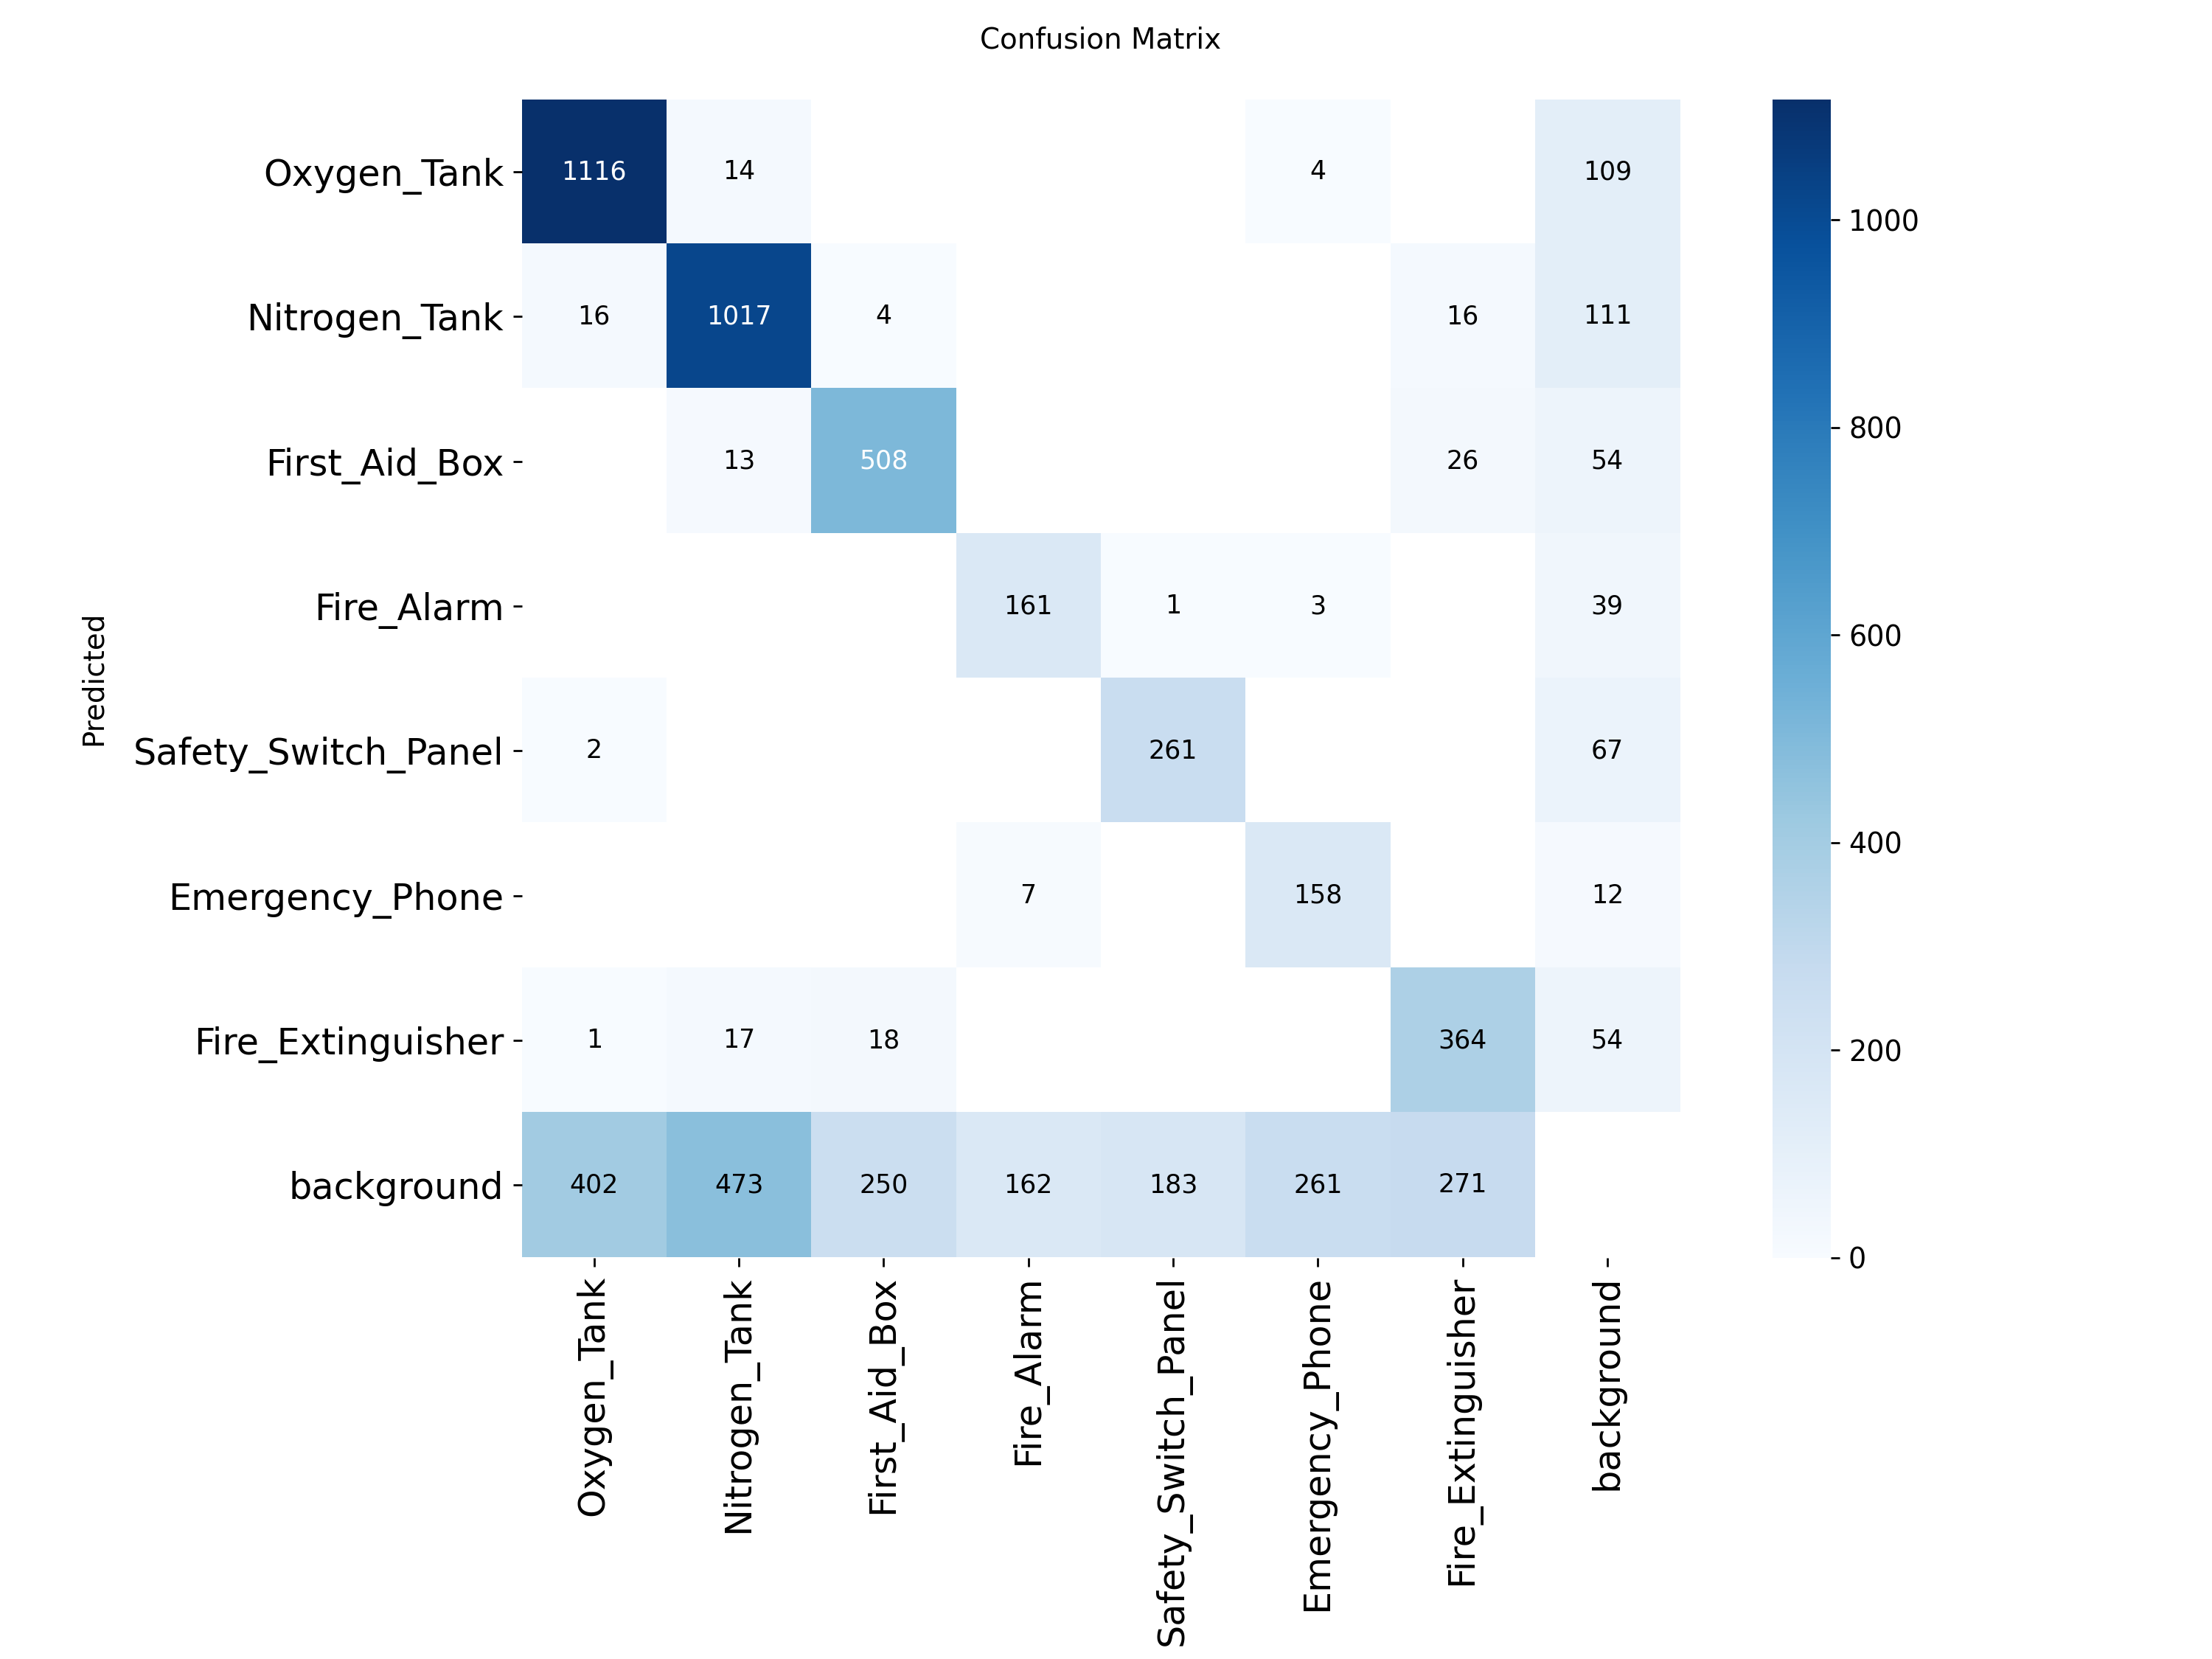 Confusion Matrix
Predicted
Oxygen_Tank 1116 14 4 109
Nitrogen_Tank 16 1017 4 16 111
First_Aid_Box 13 508 26 54
Fire_Alarm 161 1 3 39
Safety_Switch_Panel 2 261 67
Emergency_Phone 7 158 12
Fire_Extinguisher 1 17 18 364 54
background 402 473 250 162 183 261 271
Oxygen_Tank
Nitrogen_Tank
First_Aid_Box
Fire_Alarm
Safety_Switch_Panel
Emergency_Phone
Fire_Extinguisher
background
1000
800
600
400
200
0